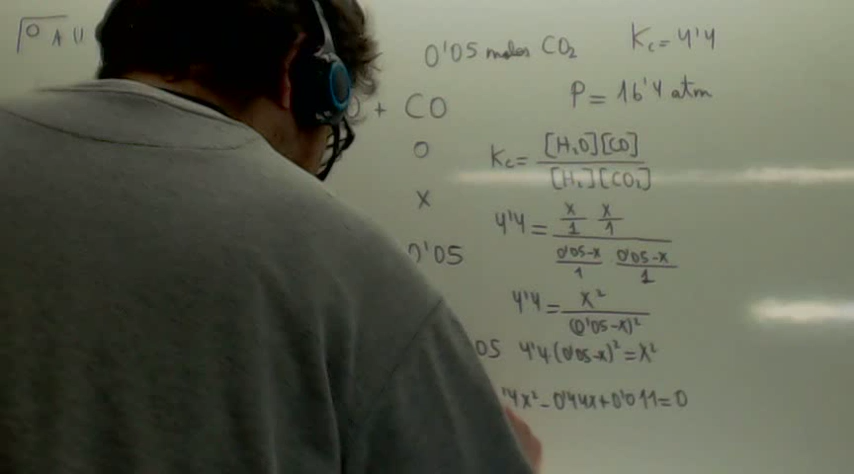 0'05 moles CO₂ Kc = 4'4
P = 16'4 atm
+ CO
0
Kc = [H₂O][CO] / [H₂][CO₂]
x
4'4 = x/1 x/1 / 0'05-x/1 0'05-x/1
0'05
4'4 = x² / (0'05-x)²
05 4'4(0'05-x)² = x²
'4x² - 0'44x + 0'011 = 0